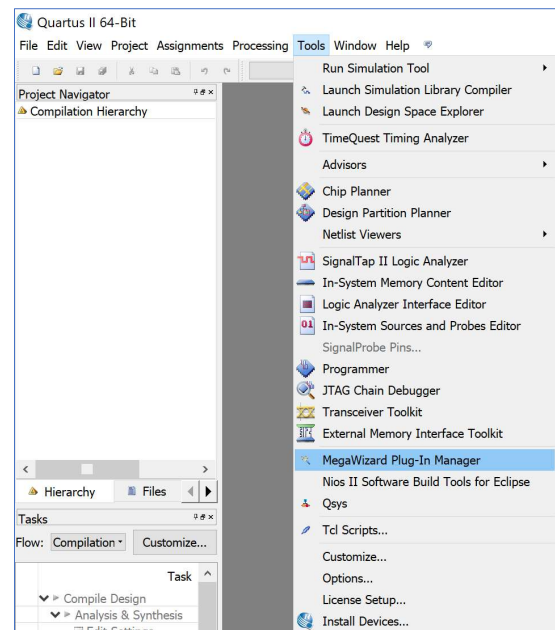 Quartus II 64-Bit
File Edit View Project Assignments Processing Tools Window Help
Project Navigator
Compilation Hierarchy
Hierarchy Files
Tasks
Flow: Compilation Customize...
Task
Compile Design
Analysis & Synthesis
Edit Settings
Run Simulation Tool
Launch Simulation Library Compiler
Launch Design Space Explorer
TimeQuest Timing Analyzer
Advisors
Chip Planner
Design Partition Planner
Netlist Viewers
SignalTap II Logic Analyzer
In-System Memory Content Editor
Logic Analyzer Interface Editor
In-System Sources and Probes Editor
SignalProbe Pins...
Programmer
JTAG Chain Debugger
Transceiver Toolkit
External Memory Interface Toolkit
MegaWizard Plug-In Manager
Nios II Software Build Tools for Eclipse
Qsys
Tcl Scripts...
Customize...
Options...
License Setup...
Install Devices...